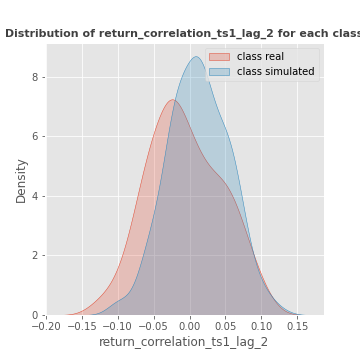 Distribution of return_correlation_ts1_lag_2 for each class
class real
class simulated
Density
8
6
4
2
0
−0.20 −0.15 −0.10 −0.05 0.00 0.05 0.10 0.15
return_correlation_ts1_lag_2